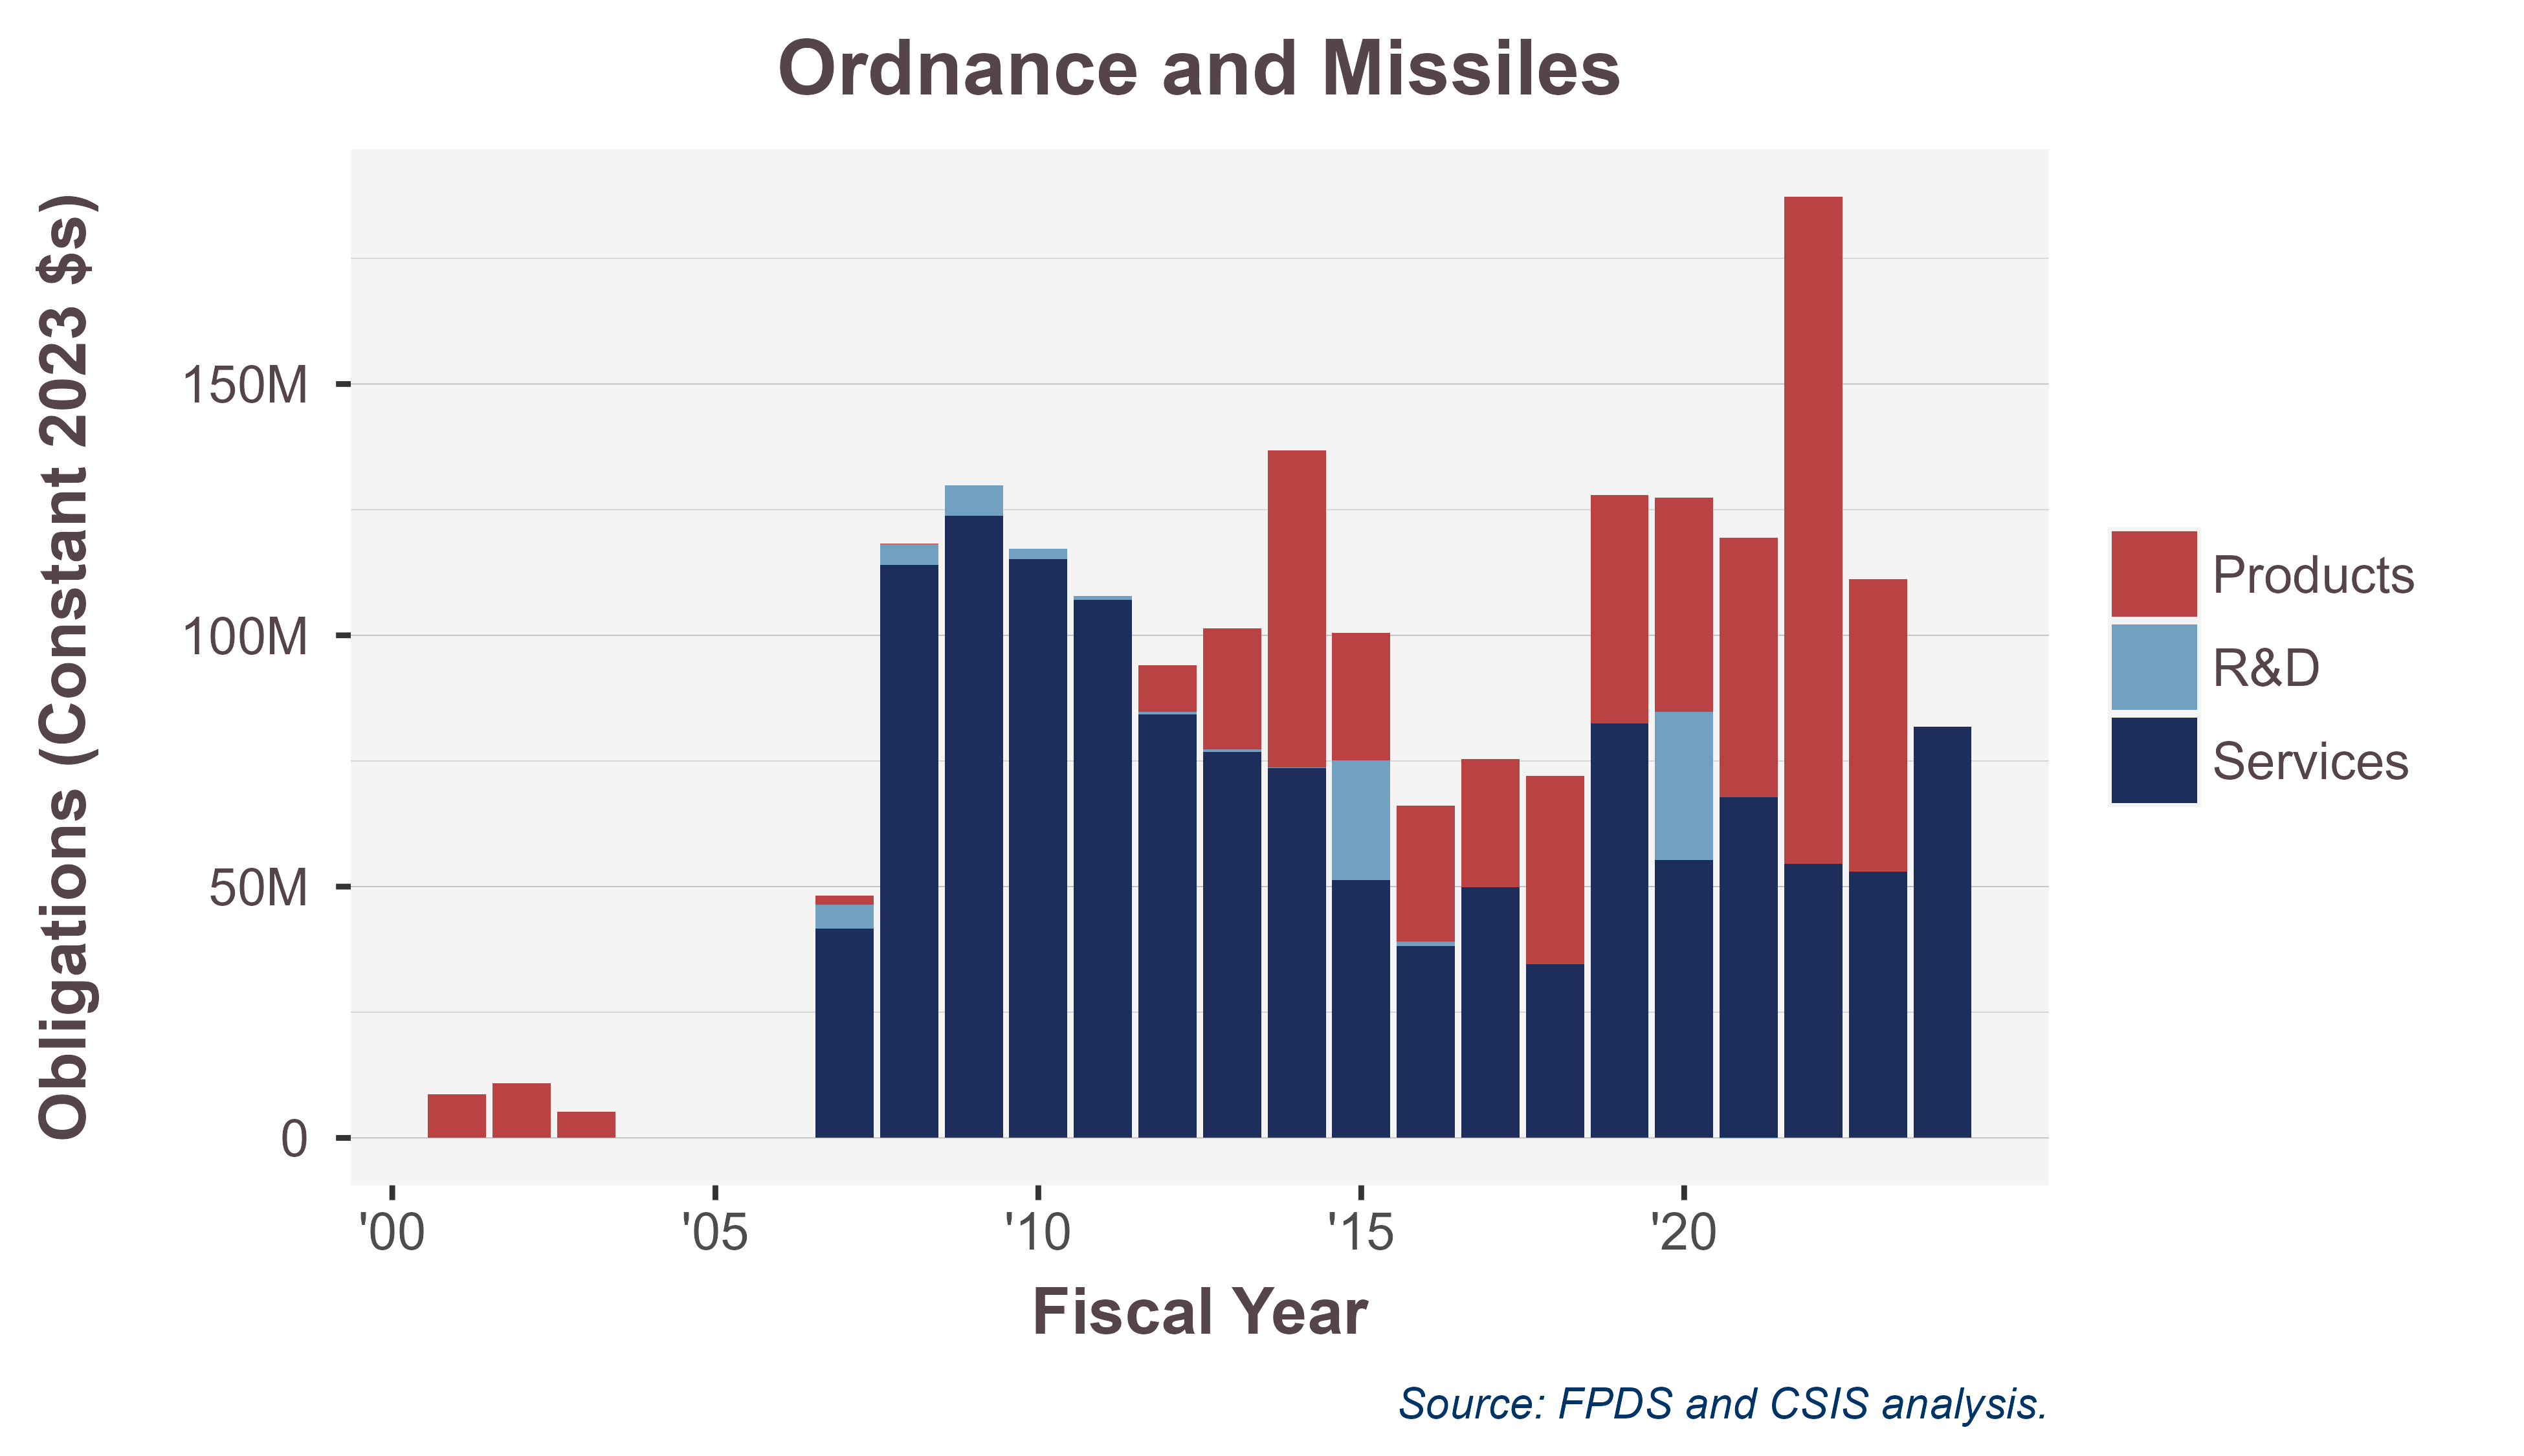 Ordnance and Missiles
Obligations (Constant 2023 $s)
150M
100M
50M
0
'00
'05
'10
'15
'20
Fiscal Year
Products
R&D
Services
Source: FPDS and CSIS analysis.